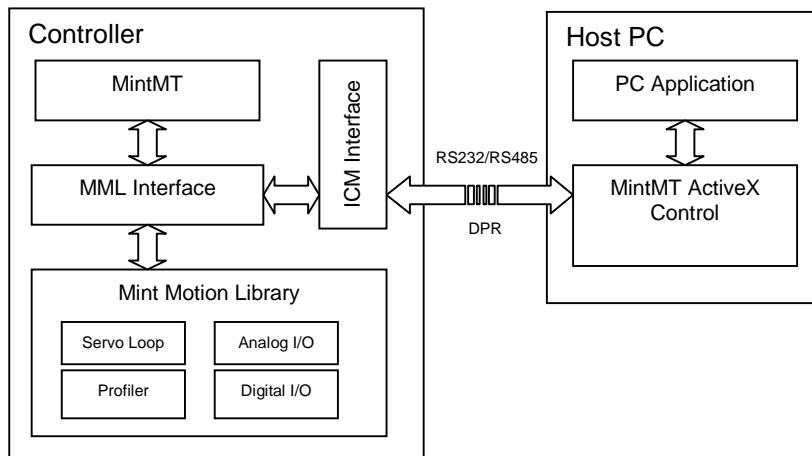 Controller
MintMT
MML Interface
ICM Interface
Mint Motion Library
Servo Loop
Analog I/O
Profiler
Digital I/O
RS232/RS485
DPR
Host PC
PC Application
MintMT ActiveX
Control